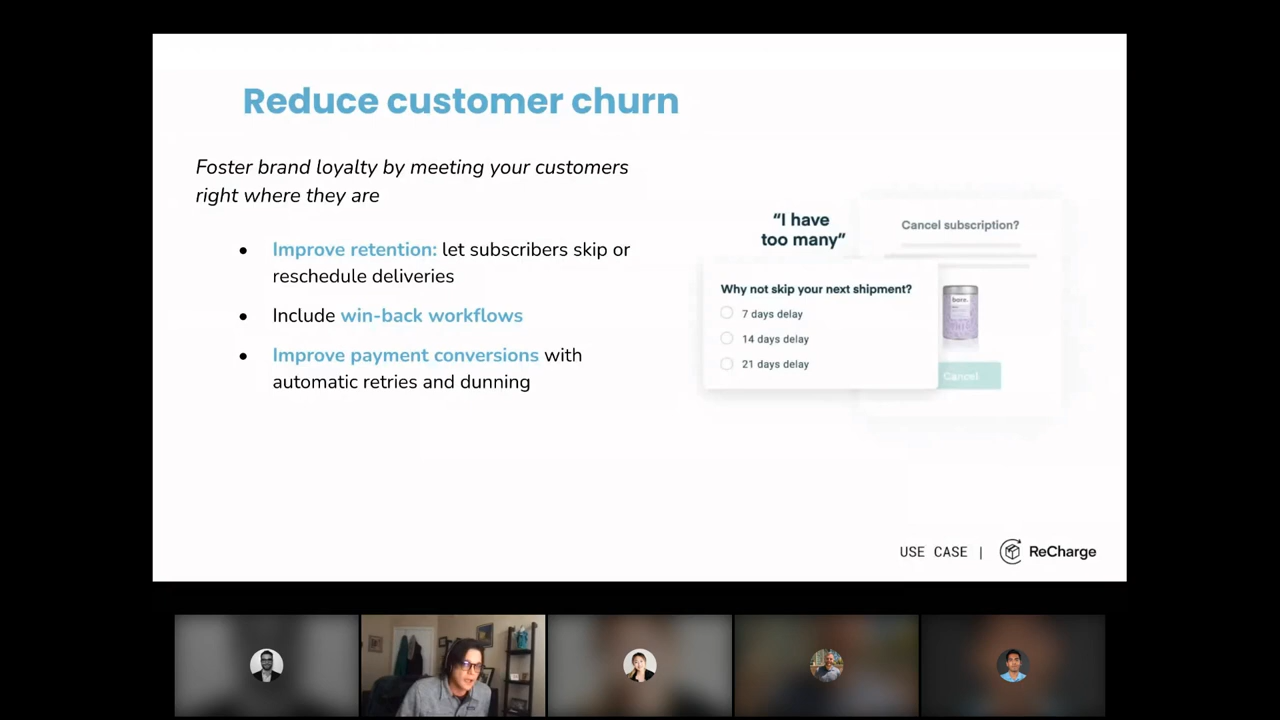 Reduce customer churn
Foster brand loyalty by meeting your customers
right where they are
• Improve retention: let subscribers skip or
reschedule deliveries
• Include win-back workflows
• Improve payment conversions with
automatic retries and dunning
“I have
too many”
Cancel subscription?
Why not skip your next shipment?
7 days delay
14 days delay
21 days delay
bare.
Cancel
USE CASE | ReCharge